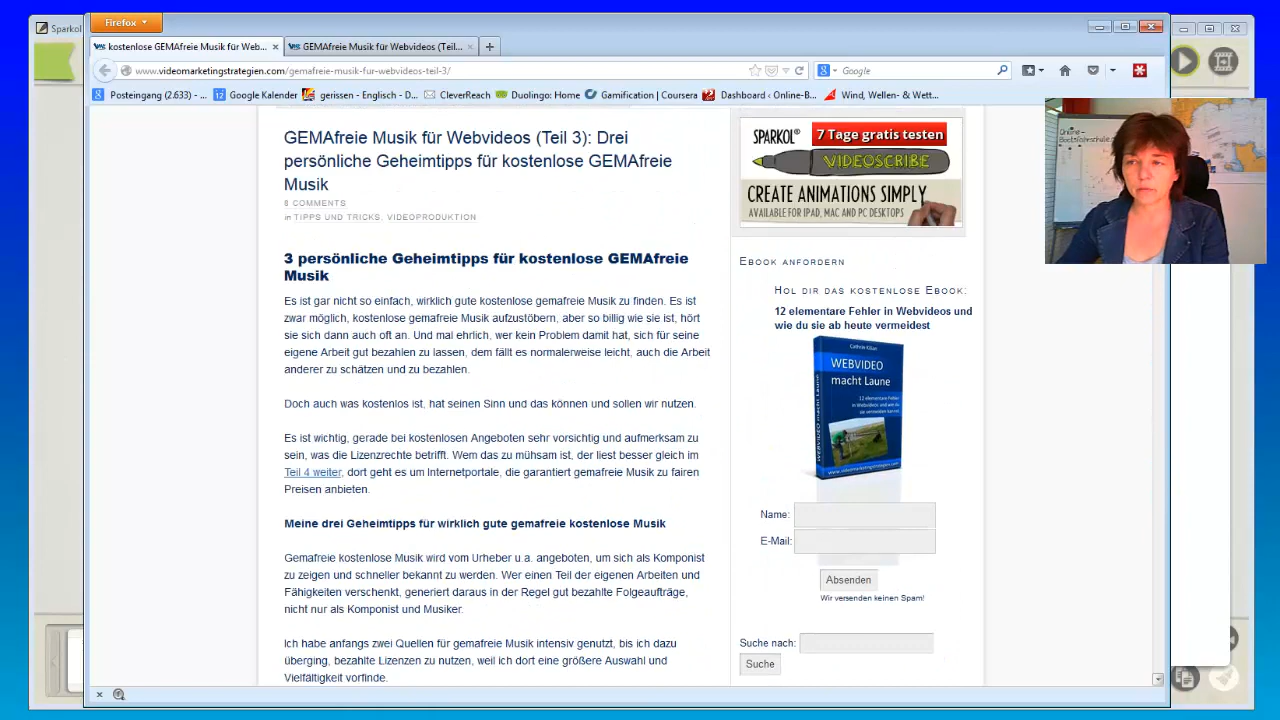 Sparkol
Firefox
kostenlose GEMAfreie Musik für Web...
GEMAfreie Musik für Webvideos (Teil...
www.videomarketingstrategien.com/gemafreie-musik-fur-webvideos-teil-3/
Google
Posteingang (2.633) - ...
Google Kalender
gerissen - Englisch - D...
CleverReach
Duolingo: Home
Gamification | Coursera
Dashboard ‹ Online-B...
Wind, Wellen- & Wett...
GEMAfreie Musik für Webvideos (Teil 3): Drei
persönliche Geheimtipps für kostenlose GEMAfreie
Musik
8 COMMENTS
in TIPPS UND TRICKS, VIDEOPRODUKTION
3 persönliche Geheimtipps für kostenlose GEMAfreie
Musik
Es ist gar nicht so einfach, wirklich gute kostenlose gemafreie Musik zu finden. Es ist
zwar möglich, kostenlose gemafreie Musik aufzustöbern, aber so billig wie sie ist, hört
sie sich dann auch oft an. Und mal ehrlich, wer kein Problem damit hat, sich für seine
eigene Arbeit gut bezahlen zu lassen, dem fällt es normalerweise leicht, auch die Arbeit
anderer zu schätzen und zu bezahlen.
Doch auch was kostenlos ist, hat seinen Sinn und das können und sollen wir nutzen.
Es ist wichtig, gerade bei kostenlosen Angeboten sehr vorsichtig und aufmerksam zu
sein, was die Lizenzrechte betrifft. Wem das zu mühsam ist, der liest besser gleich im
Teil 4 weiter, dort geht es um Internetportale, die garantiert gemafreie Musik zu fairen
Preisen anbieten.
Meine drei Geheimtipps für wirklich gute gemafreie kostenlose Musik
Gemafreie kostenlose Musik wird vom Urheber u.a. angeboten, um sich als Komponist
zu zeigen und schneller bekannt zu werden. Wer einen Teil der eigenen Arbeiten und
Fähigkeiten verschenkt, generiert daraus in der Regel gut bezahlte Folgeaufträge,
nicht nur als Komponist und Musiker.
Ich habe anfangs zwei Quellen für gemafreie Musik intensiv genutzt, bis ich dazu
überging, bezahlte Lizenzen zu nutzen, weil ich dort eine größere Auswahl und
Vielfältigkeit vorfinde.
SPARKOL®
7 Tage gratis testen
VIDEOSCRIBE
CREATE ANIMATIONS SIMPLY
AVAILABLE FOR IPAD, MAC AND PC DESKTOPS
EBOOK ANFORDERN
HOL DIR DAS KOSTENLOSE EBOOK:
12 elementare Fehler in Webvideos und
wie du sie ab heute vermeidest
WEBVIDEO
macht Laune
12 elementare Fehler
in Webvideos und wie
WEBVIDEO macht Laune
www.videomarketingstrategien.com
Name:
E-Mail:
Absenden
Wir versenden keinen Spam!
Suche nach:
Suche
Online-